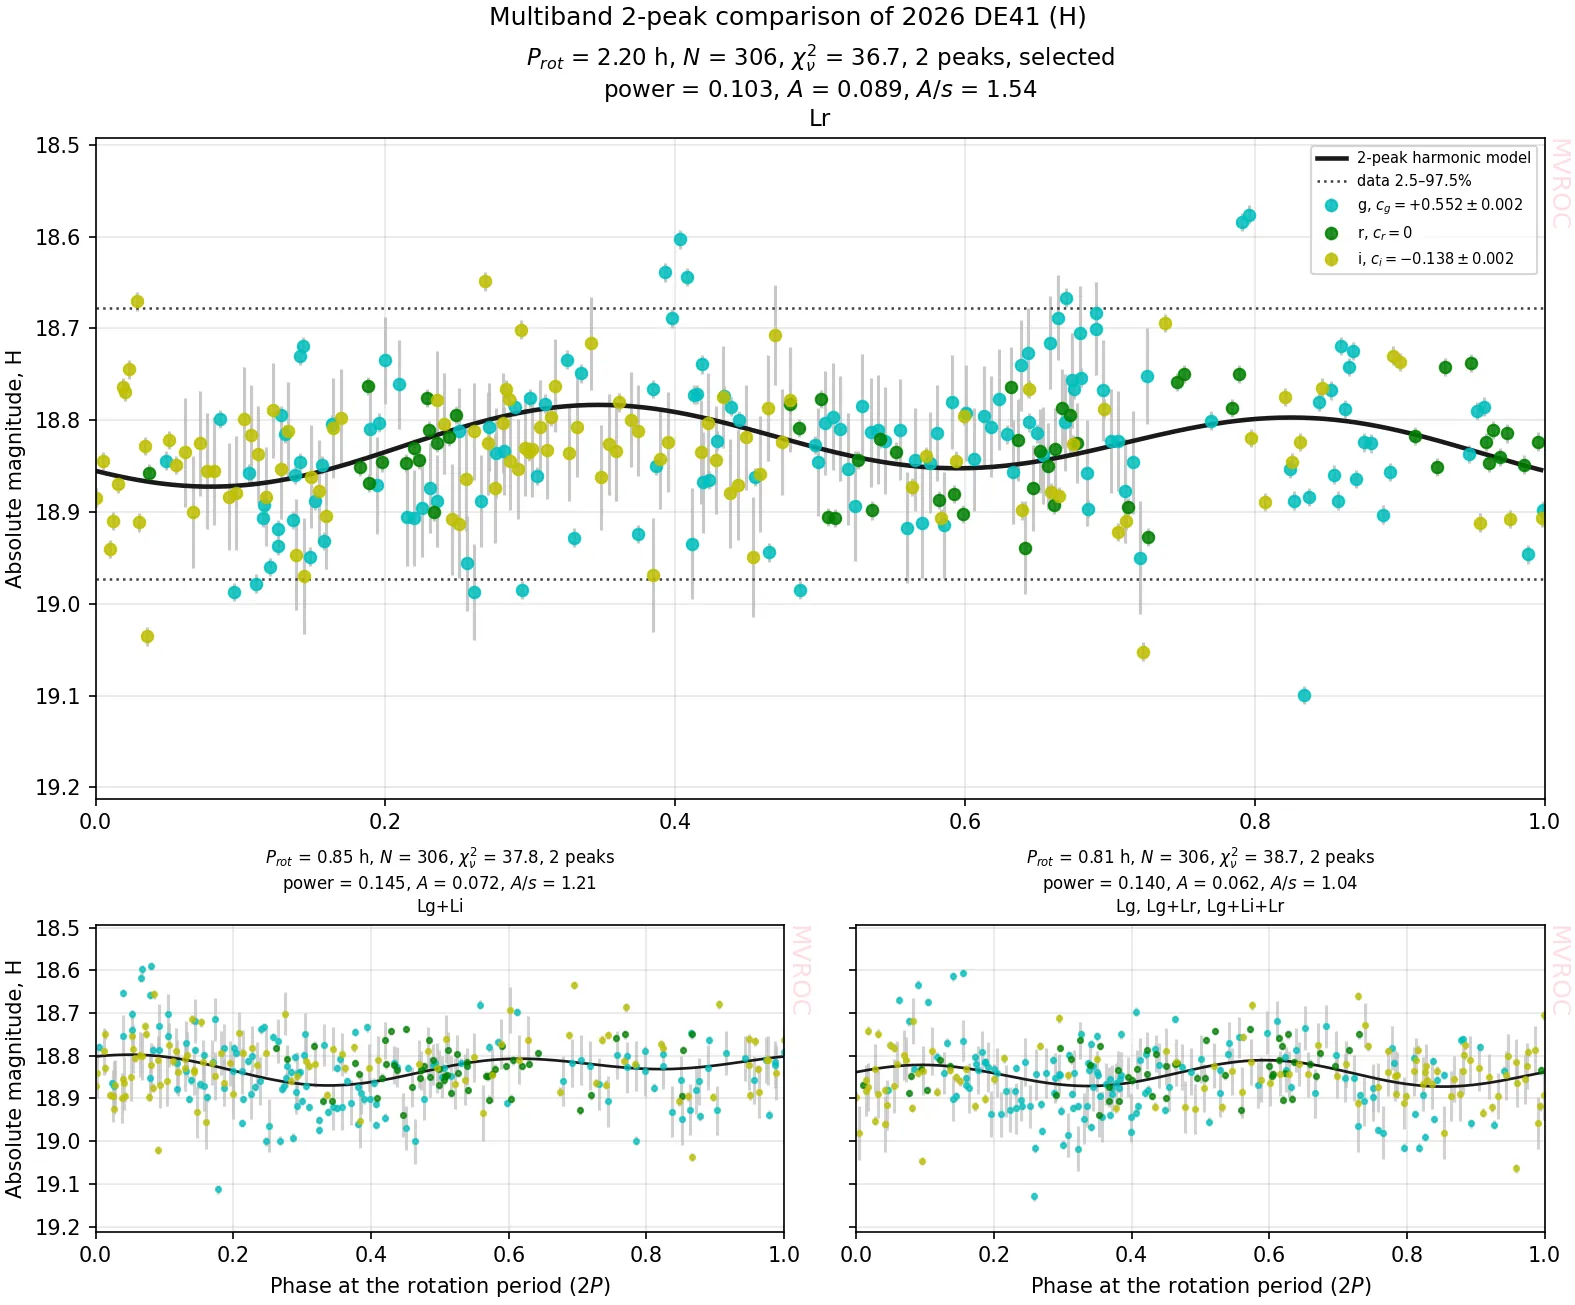 Multiband 2-peak comparison of 2026 DE41 (H)
P_rot = 2.20 h, N = 306, χ²_ν = 36.7, 2 peaks, selected
power = 0.103, A = 0.089, A/s = 1.54
Lr
18.5
18.6
18.7
18.8
18.9
19.0
19.1
19.2
Absolute magnitude, H
2-peak harmonic model
data 2.5–97.5%
g, c_g = +0.552 ± 0.002
r, c_r = 0
i, c_i = −0.138 ± 0.002
MVROC
0.0 0.2 0.4 0.6 0.8 1.0
P_rot = 0.85 h, N = 306, χ²_ν = 37.8, 2 peaks
power = 0.145, A = 0.072, A/s = 1.21
Lg+Li
18.5
18.6
18.7
18.8
18.9
19.0
19.1
19.2
Absolute magnitude, H
MVROC
0.0 0.2 0.4 0.6 0.8 1.0
Phase at the rotation period (2P)
P_rot = 0.81 h, N = 306, χ²_ν = 38.7, 2 peaks
power = 0.140, A = 0.062, A/s = 1.04
Lg, Lg+Lr, Lg+Li+Lr
MVROC
0.0 0.2 0.4 0.6 0.8 1.0
Phase at the rotation period (2P)